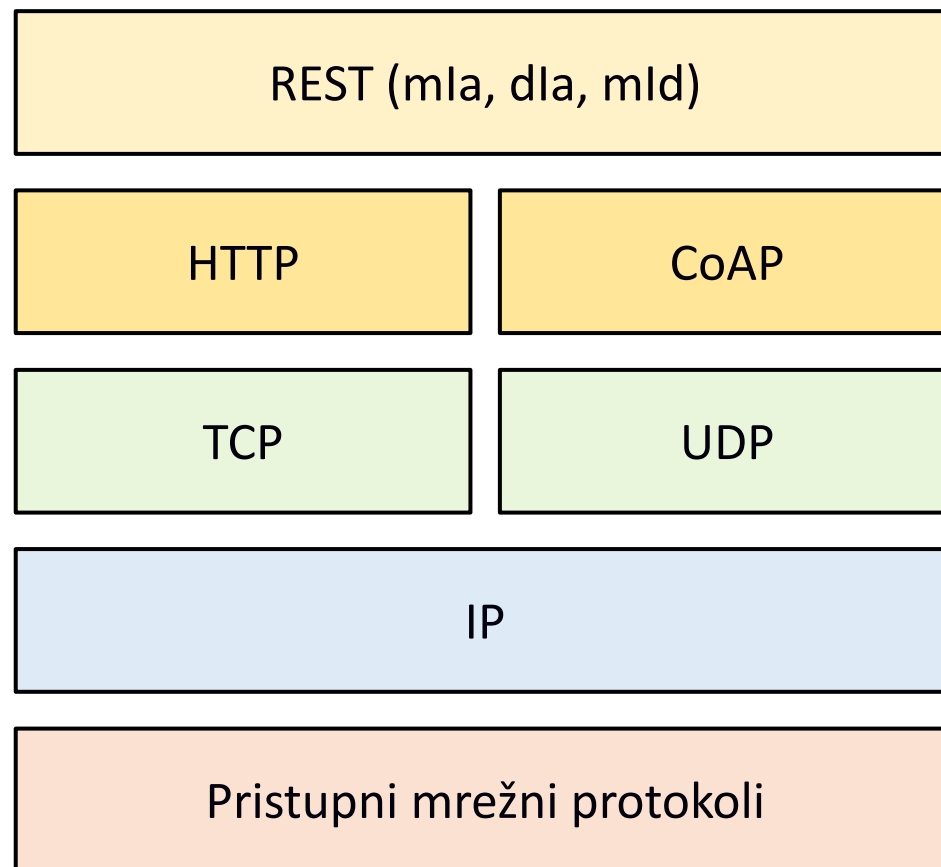 REST (mIa, dIa, mId)
HTTP
CoAP
TCP
UDP
IP
Pristupni mrežni protokoli